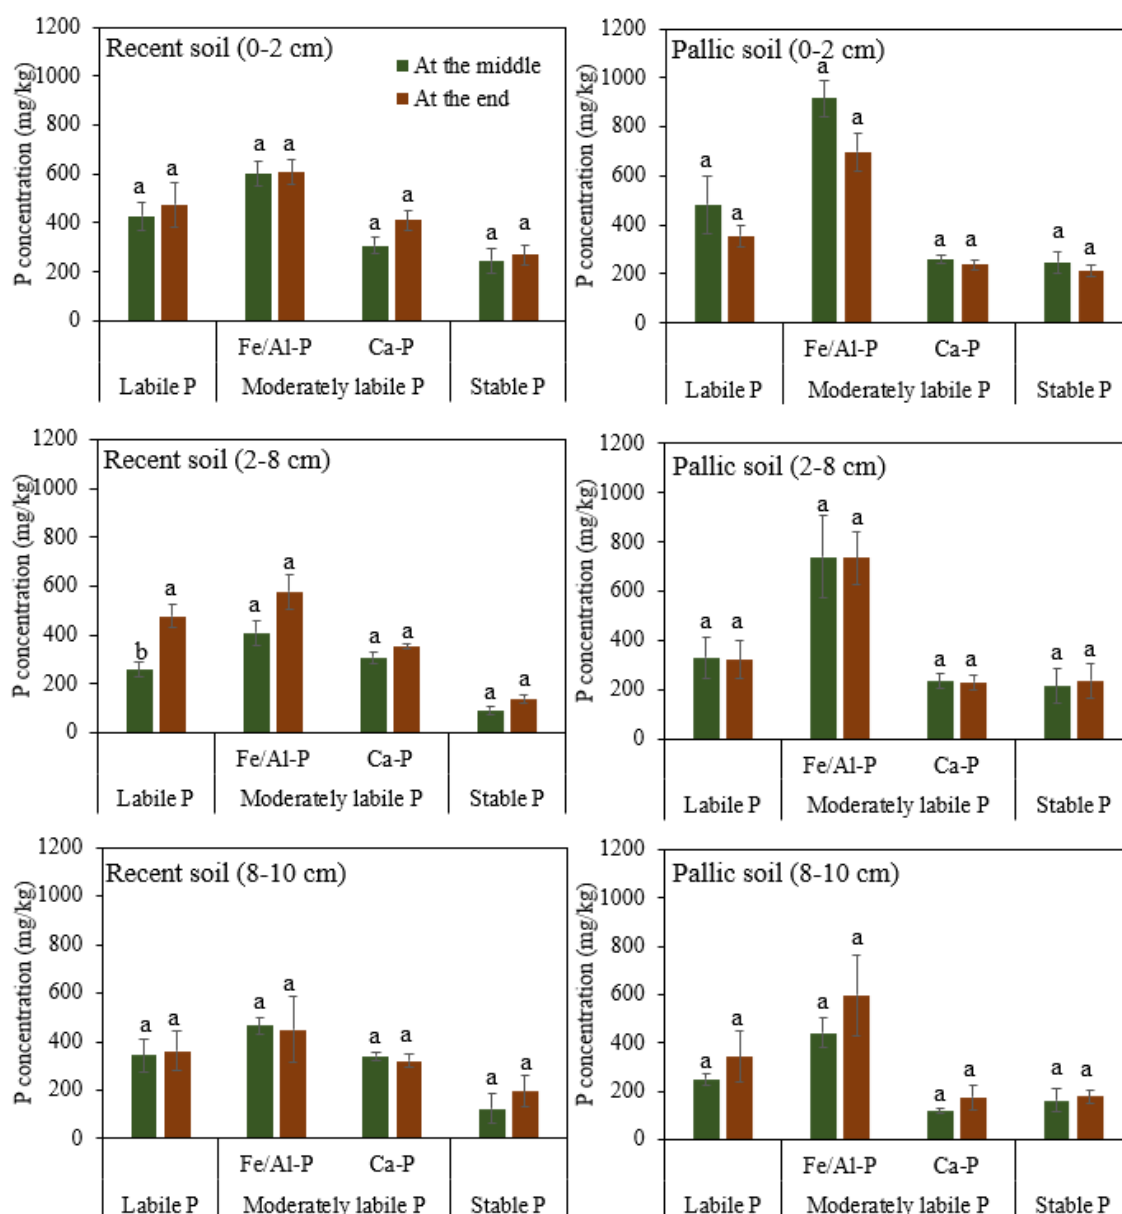 Recent soil (0-2 cm)
At the middle
At the end
P concentration (mg/kg)
1200
1000
800
600
400
200
0
a a a a a a a a
Fe/Al-P Ca-P
Labile P Moderately labile P Stable P
Pallic soil (0-2 cm)
P concentration (mg/kg)
1200
1000
800
600
400
200
0
a a a a a a a a
Fe/Al-P Ca-P
Labile P Moderately labile P Stable P
Recent soil (2-8 cm)
P concentration (mg/kg)
1200
1000
800
600
400
200
0
b a a a a a a a
Fe/Al-P Ca-P
Labile P Moderately labile P Stable P
Pallic soil (2-8 cm)
P concentration (mg/kg)
1200
1000
800
600
400
200
0
a a a a a a a a
Fe/Al-P Ca-P
Labile P Moderately labile P Stable P
Recent soil (8-10 cm)
P concentration (mg/kg)
1200
1000
800
600
400
200
0
a a a a a a a a
Fe/Al-P Ca-P
Labile P Moderately labile P Stable P
Pallic soil (8-10 cm)
P concentration (mg/kg)
1200
1000
800
600
400
200
0
a a a a a a a a
Fe/Al-P Ca-P
Labile P Moderately labile P Stable P